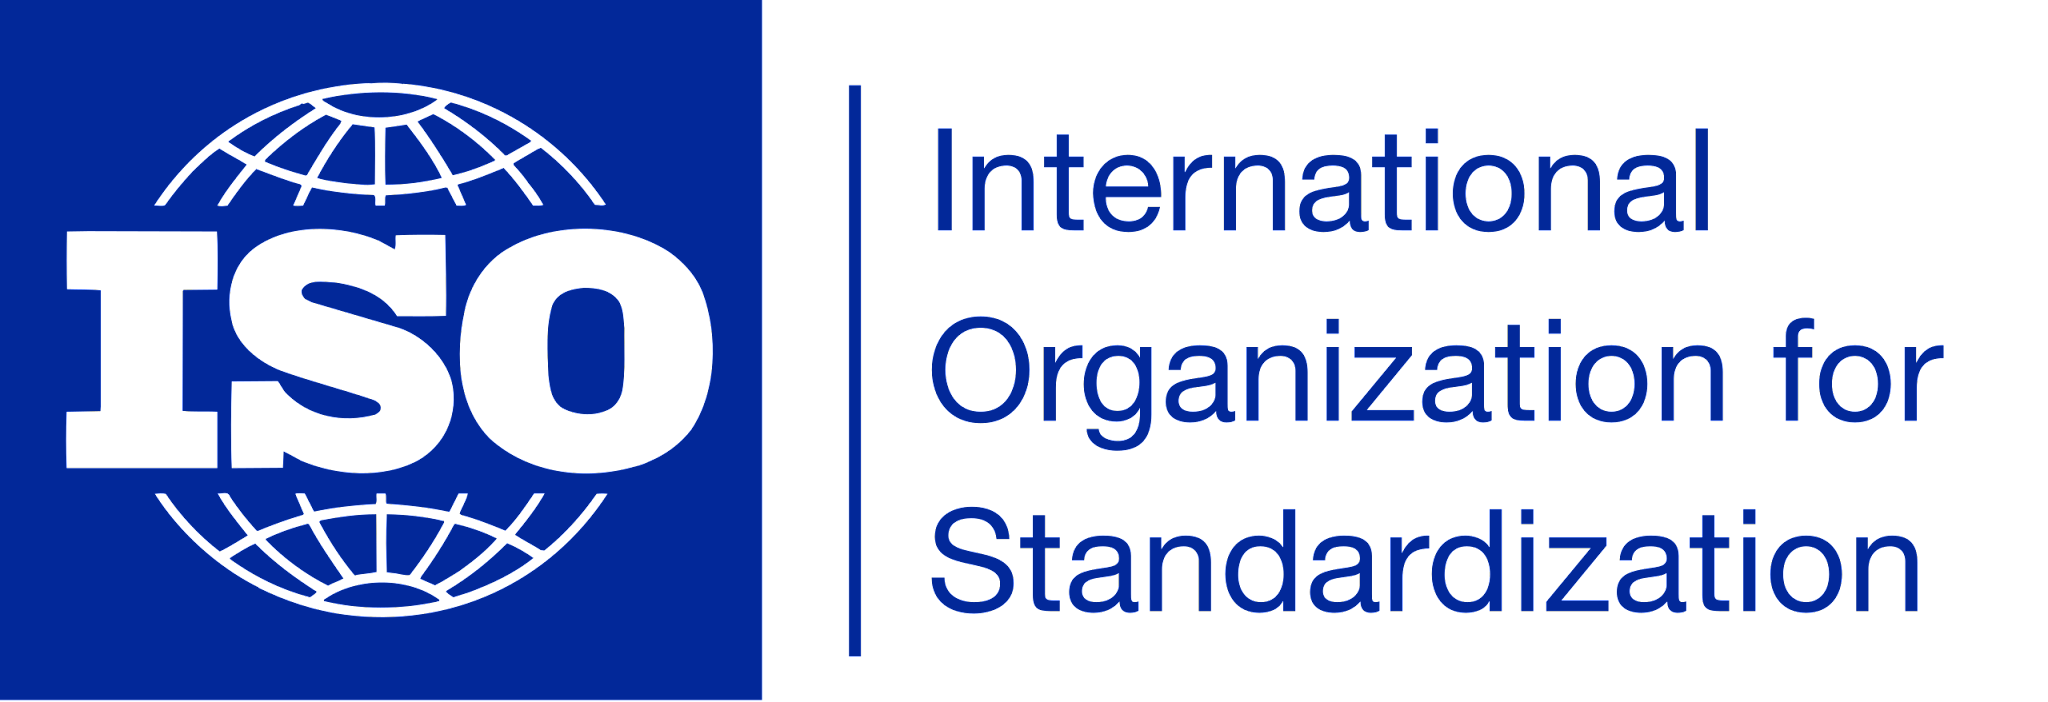 ISO
International
Organization for
Standardization